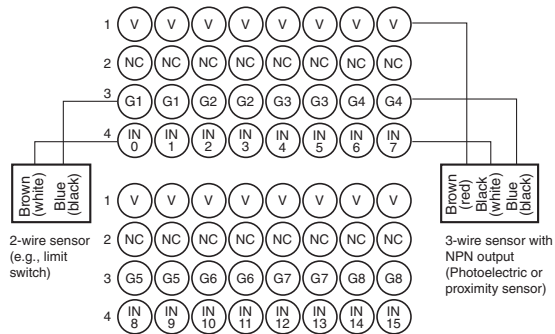 1 V V V V V V V V
2 NC NC NC NC NC NC NC NC
3 G1 G1 G2 G2 G3 G3 G4 G4
4 IN 0 IN 1 IN 2 IN 3 IN 4 IN 5 IN 6 IN 7
Brown (white)
Blue (black)
2-wire sensor
(e.g., limit
switch)
Brown (red)
Black (white)
Blue (black)
3-wire sensor with
NPN output
(Photoelectric or
proximity sensor)
1 V V V V V V V V
2 NC NC NC NC NC NC NC NC
3 G5 G5 G6 G6 G7 G7 G8 G8
4 IN 8 IN 9 IN 10 IN 11 IN 12 IN 13 IN 14 IN 15